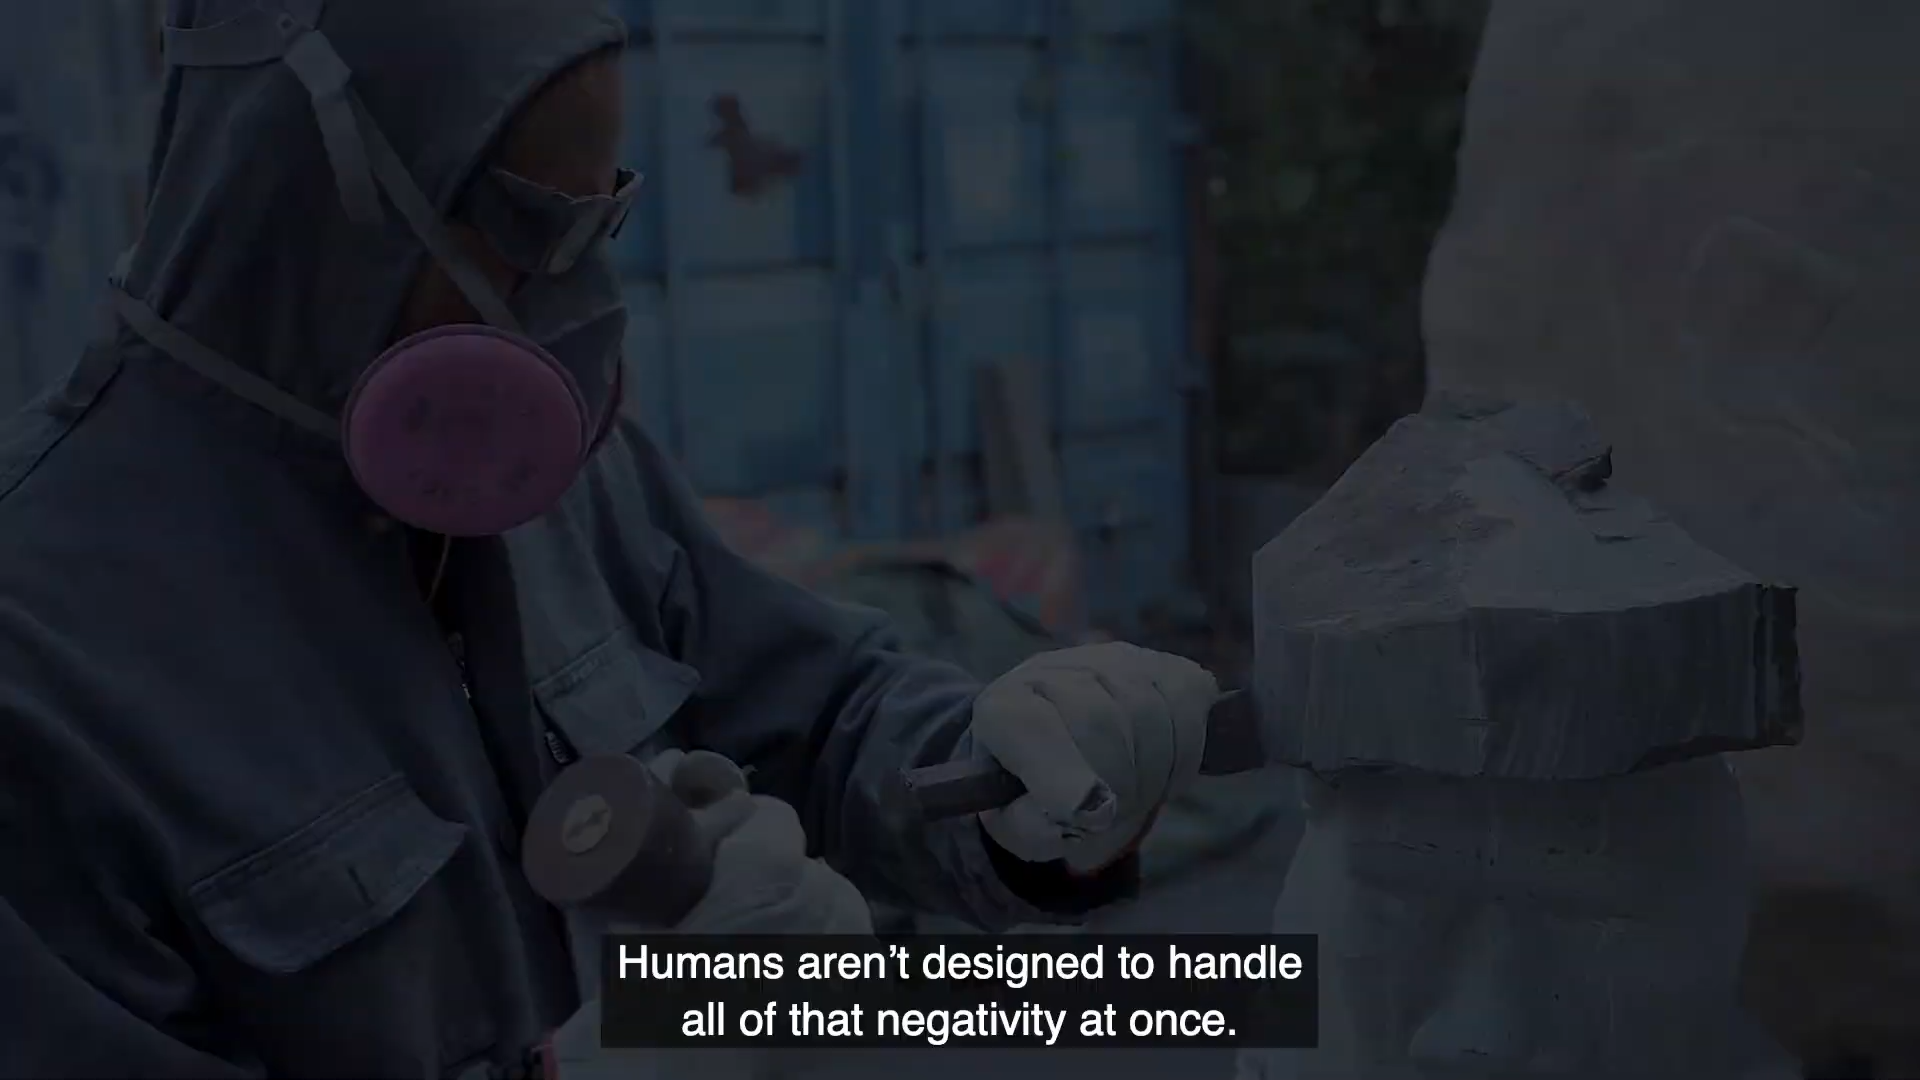 Humans aren’t designed to handle
all of that negativity at once.